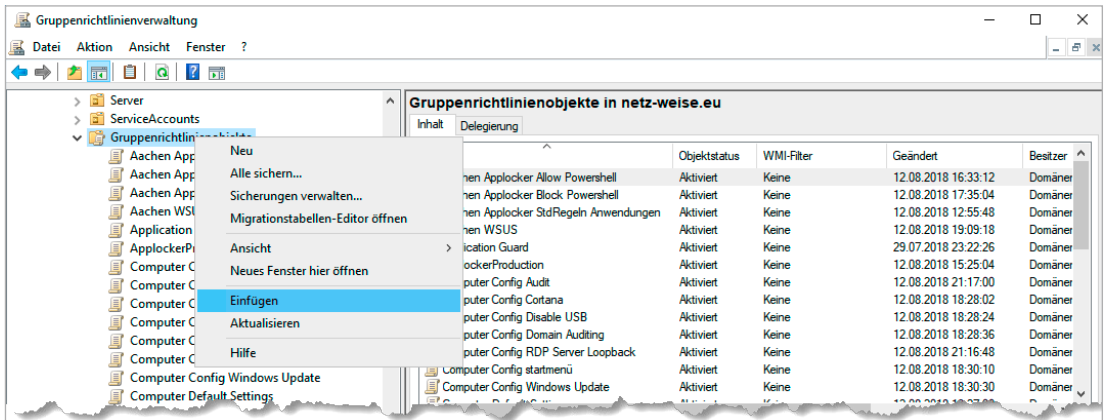 Gruppenrichtlinienverwaltung
Datei Aktion Ansicht Fenster ?
Server
ServiceAccounts
Gruppenrichtlinienobjekte
Aachen App
Aachen App
Aachen App
Aachen WSU
Application
ApplockerPr
Computer C
Computer C
Computer C
Computer C
Computer C
Computer C
Computer Config Windows Update
Computer Default Settings
Neu
Alle sichern...
Sicherungen verwalten...
Migrationstabellen-Editor öffnen
Ansicht
Neues Fenster hier öffnen
Einfügen
Aktualisieren
Hilfe
Gruppenrichtlinienobjekte in netz-weise.eu
Inhalt Delegierung
Objektstatus WMI-Filter Geändert Besitzer
hen Applocker Allow Powershell Aktiviert Keine 12.08.2018 16:33:12 Domäner
hen Applocker Block Powershell Aktiviert Keine 12.08.2018 17:35:04 Domäner
hen Applocker StdRegeln Anwendungen Aktiviert Keine 12.08.2018 12:55:48 Domäner
hen WSUS Aktiviert Keine 12.08.2018 19:09:18 Domäner
ication Guard Aktiviert Keine 29.07.2018 23:22:26 Domäner
lockerProduction Aktiviert Keine 12.08.2018 15:25:04 Domäner
puter Config Audit Aktiviert Keine 12.08.2018 21:17:00 Domäner
puter Config Cortana Aktiviert Keine 12.08.2018 18:28:02 Domäner
puter Config Disable USB Aktiviert Keine 12.08.2018 18:28:24 Domäner
puter Config Domain Auditing Aktiviert Keine 12.08.2018 18:28:36 Domäner
puter Config RDP Server Loopback Aktiviert Keine 12.08.2018 21:16:48 Domäner
Computer Config startmenü Aktiviert Keine 12.08.2018 18:30:10 Domäner
Computer Config Windows Update Aktiviert Keine 12.08.2018 18:30:30 Domäner